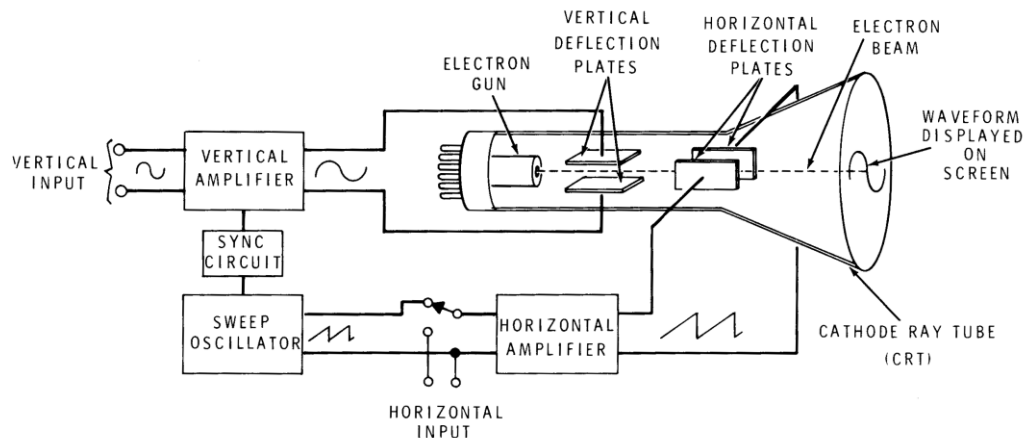 VERTICAL
DEFLECTION
PLATES
HORIZONTAL
DEFLECTION
PLATES
ELECTRON
BEAM
ELECTRON
GUN
WAVEFORM
DISPLAYED
ON
SCREEN
VERTICAL
INPUT
VERTICAL
AMPLIFIER
SYNC
CIRCUIT
SWEEP
OSCILLATOR
HORIZONTAL
AMPLIFIER
CATHODE RAY TUBE
(CRT)
HORIZONTAL
INPUT